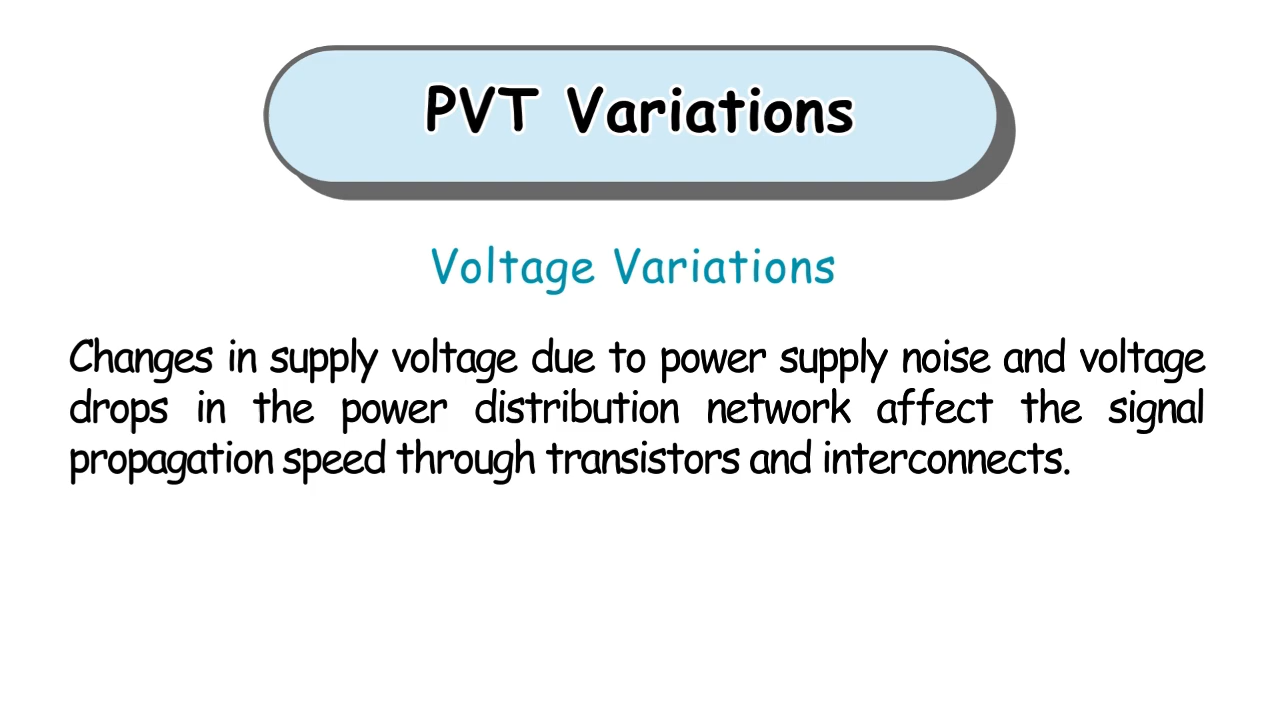 PVT Variations
Voltage Variations
Changes in supply voltage due to power supply noise and voltage
drops in the power distribution network affect the signal
propagation speed through transistors and interconnects.